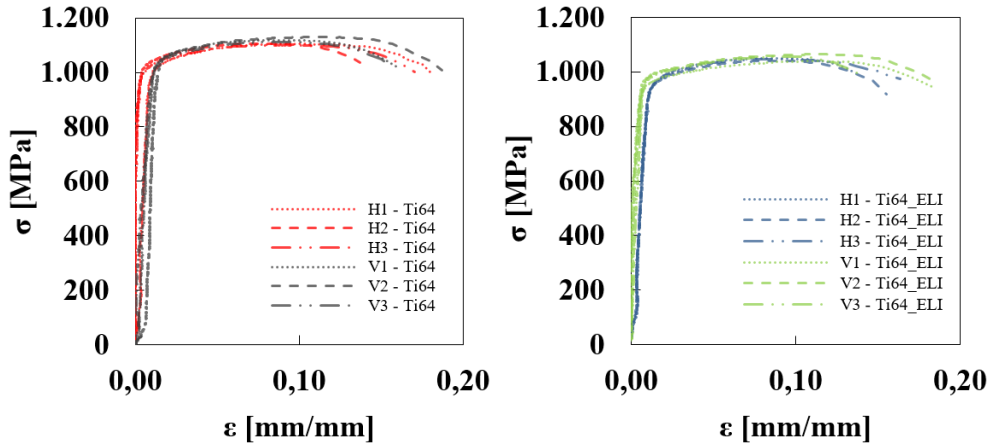 1.200
1.000
800
600
400
200
0
σ [MPa]
H1 - Ti64
H2 - Ti64
H3 - Ti64
V1 - Ti64
V2 - Ti64
V3 - Ti64
0,00
0,10
0,20
ε [mm/mm]
1.200
1.000
800
600
400
200
0
σ [MPa]
H1 - Ti64_ELI
H2 - Ti64_ELI
H3 - Ti64_ELI
V1 - Ti64_ELI
V2 - Ti64_ELI
V3 - Ti64_ELI
0,00
0,10
0,20
ε [mm/mm]